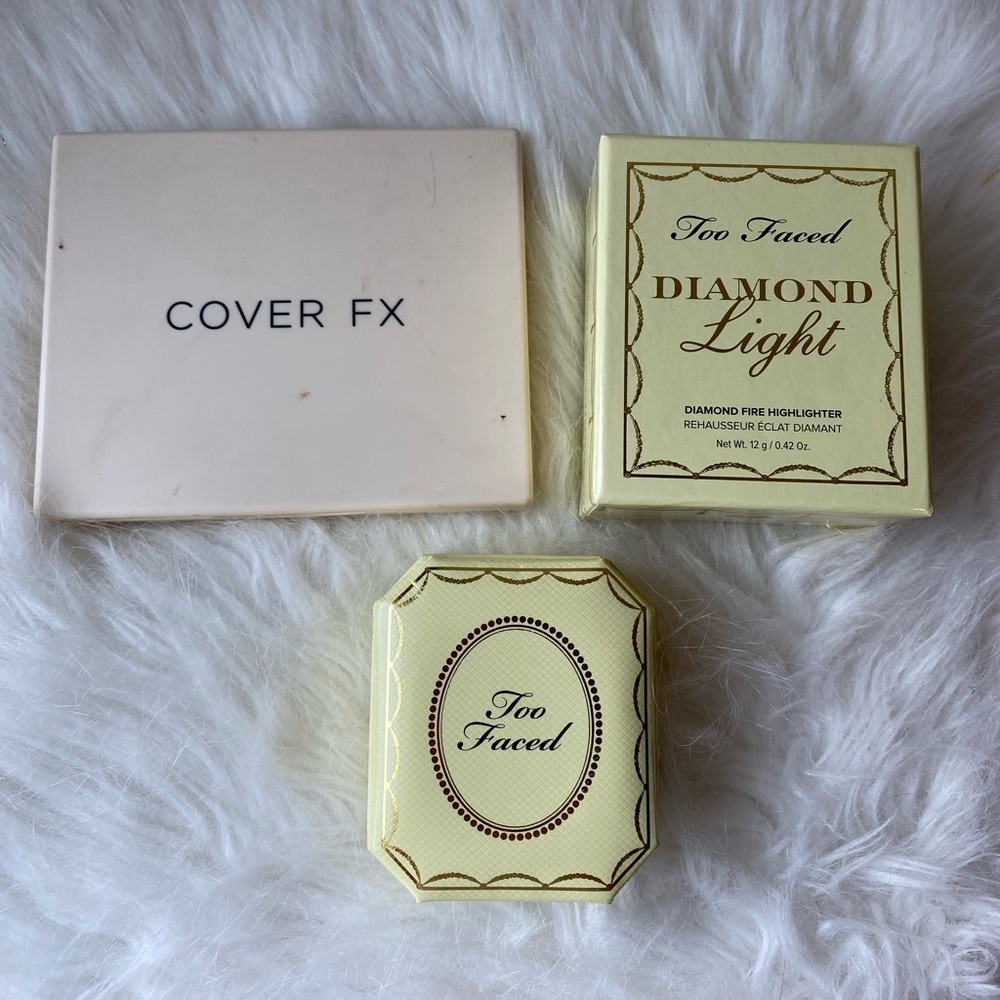 COVER FX
Too Faced
DIAMOND
Light
DIAMOND FIRE HIGHLIGHTER
REHAUSSEUR ÉCLAT DIAMANT
Net Wt. 12 g / 0.42 Oz.
Too
Faced